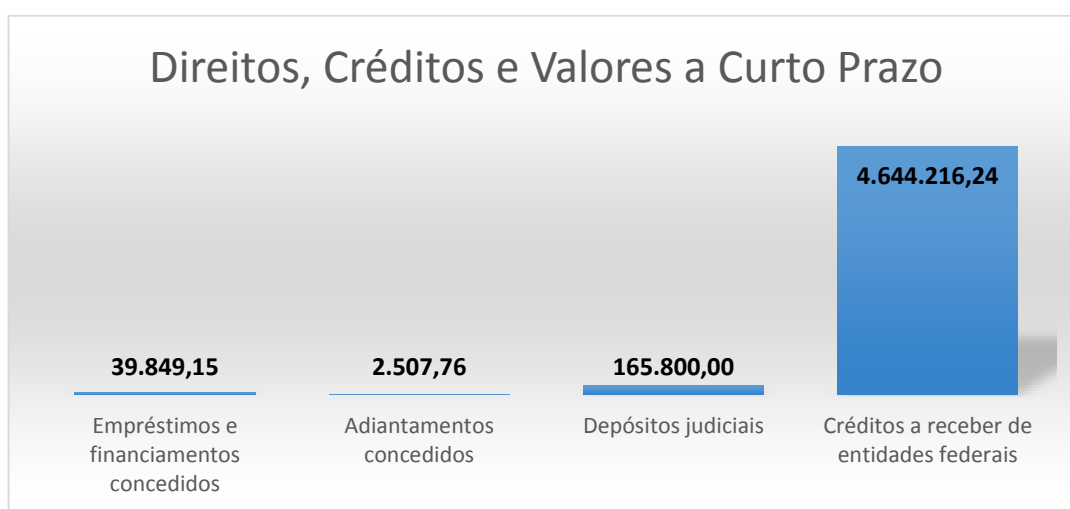 Direitos, Créditos e Valores a Curto Prazo
4.644.216,24
39.849,15
2.507,76
165.800,00
Empréstimos e
financiamentos
concedidos
Adiantamentos
concedidos
Depósitos judiciais
Créditos a receber de
entidades federais